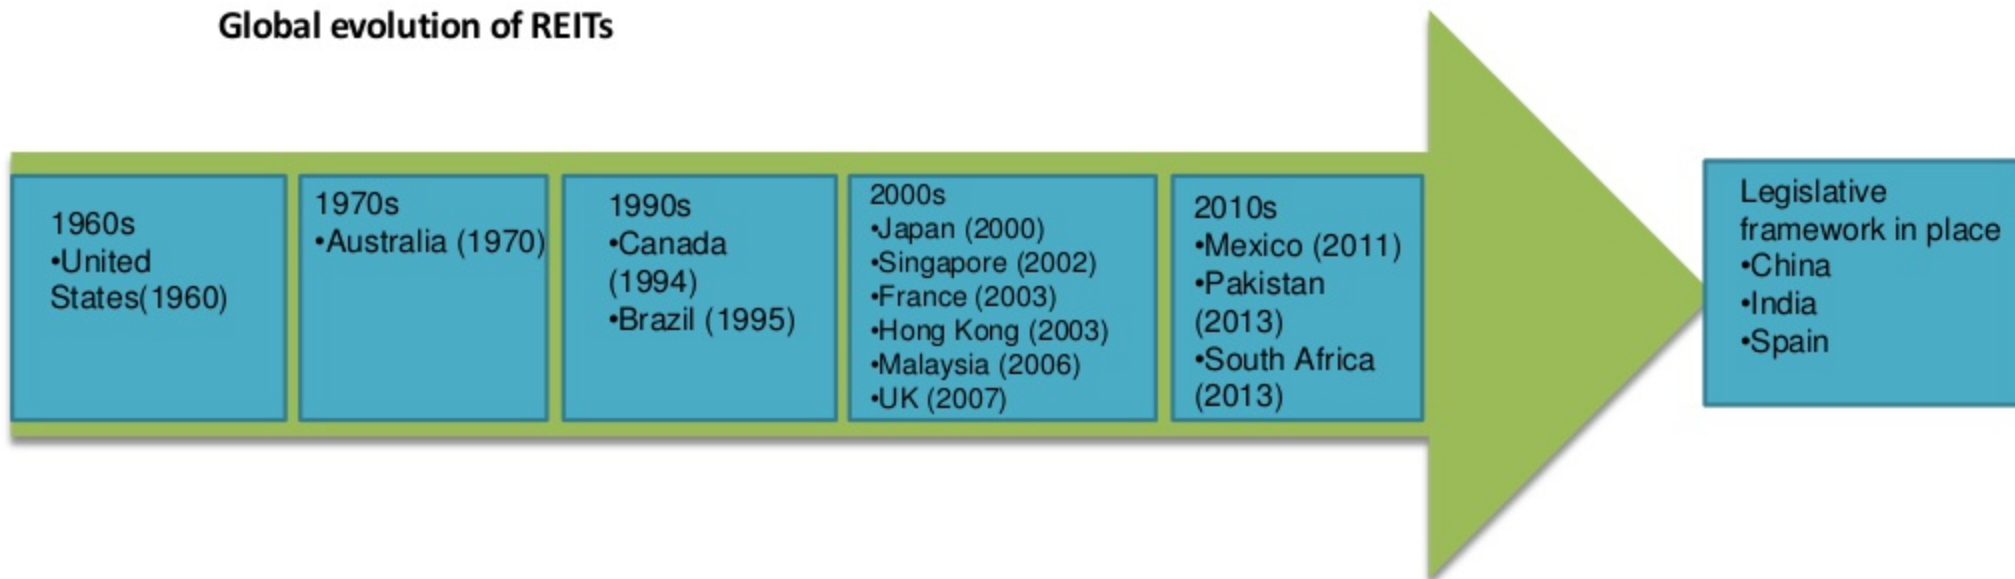 Global evolution of REITs
1960s
•United
States(1960)
1970s
•Australia (1970)
1990s
•Canada
(1994)
•Brazil (1995)
2000s
•Japan (2000)
•Singapore (2002)
•France (2003)
•Hong Kong (2003)
•Malaysia (2006)
•UK (2007)
2010s
•Mexico (2011)
•Pakistan
(2013)
•South Africa
(2013)
Legislative
framework in place
•China
•India
•Spain